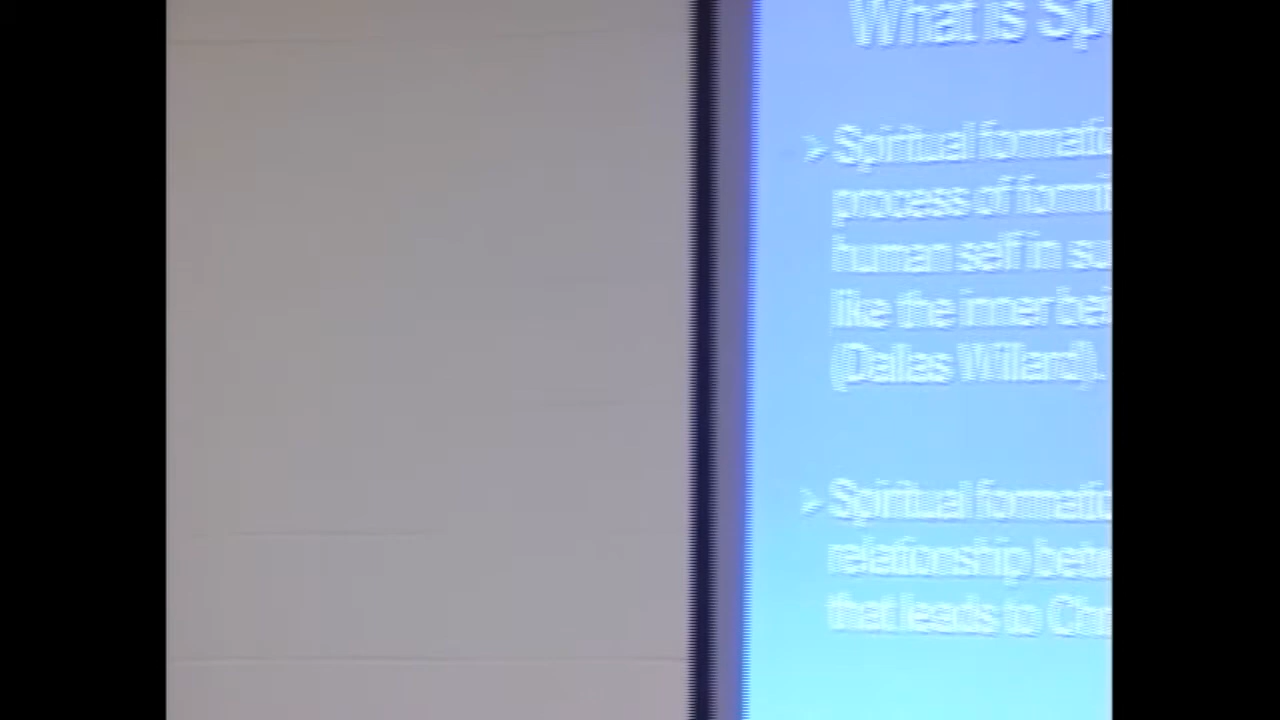 What is Sp
➢ Spiritual formatio
process of formi
human self in su
like the inner bei
(Dallas Willard).
➢ Spiritual formatio
relationship betw
that leads to Chr